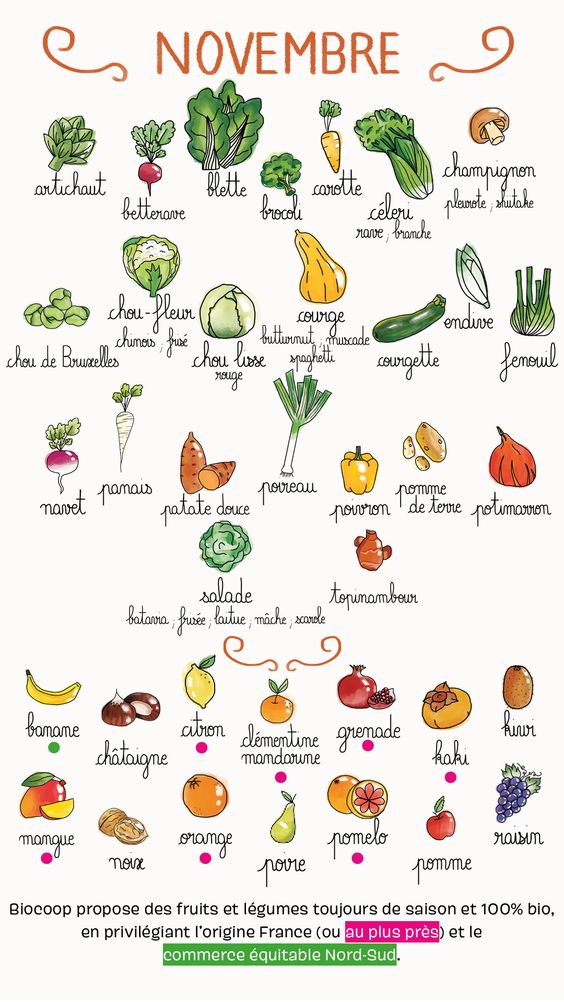 NOVEMBRE
artichaut
betterave
blette
brocoli
carotte
céleri
rave ; branche
champignon
pleurote ; shiitake
chou de Bruxelles
chou-fleur
chinois ; frisé
chou lisse
rouge
courge
butturnut ; muscade
spaghetti
courgette
endive
fenouil
navet
panais
patate douce
poireau
poivron
pomme
de terre
potimarron
salade
batavia ; frisée ; laitue ; mâche ; scarole
topinambour
banane
châtaigne
citron
clémentine
mandarine
grenade
kaki
kiwi
mangue
noix
orange
poire
pomelo
pomme
raisin
Biocoop propose des fruits et légumes toujours de saison et 100% bio,
en privilégiant l'origine France (ou au plus près) et le
commerce équitable Nord-Sud.